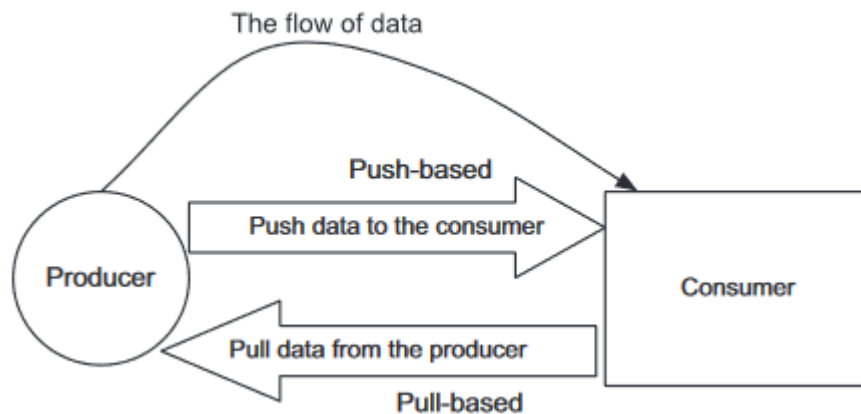 The flow of data
Push-based
Push data to the consumer
Producer
Consumer
Pull data from the producer
Pull-based